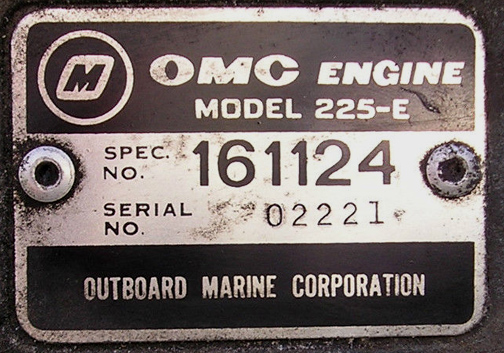 M OMC ENGINE
MODEL 225-E
SPEC. NO. 161124
SERIAL NO. 02221
OUTBOARD MARINE CORPORATION